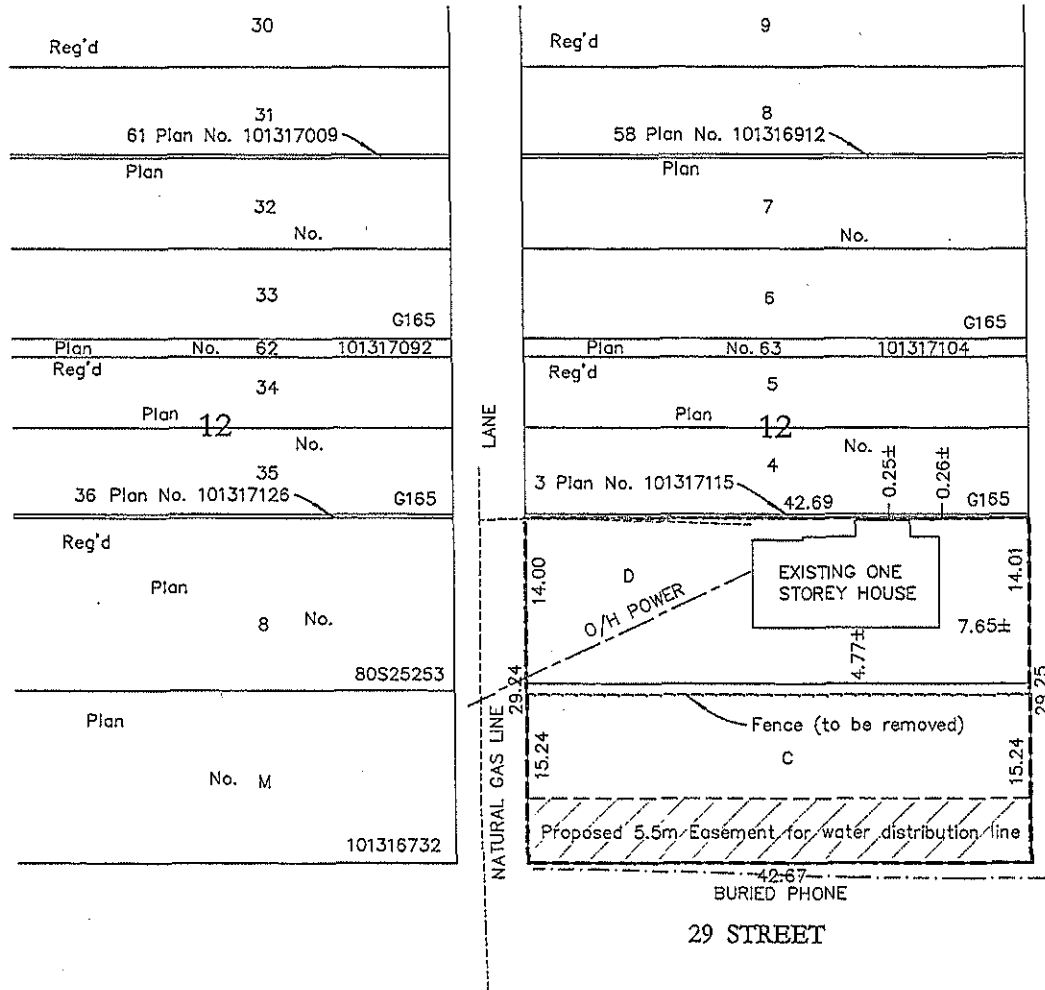 30
Reg'd
31
61 Plan No. 101317009
Plan
32
No.
33
G165
Plan No. 62 101317092
Reg'd
34
Plan
12
No.
35
36 Plan No. 101317126
G165
Reg'd
Plan
8 No.
80S25253
Plan
No. M
101316732
LANE
NATURAL GAS LINE
9
Reg'd
8
58 Plan No. 101316912
Plan
7
No.
6
G165
Plan No. 63 101317104
Reg'd
5
Plan
12
No.
4
0.25±
0.26±
3 Plan No. 101317115
42.69
G165
14.00
D
O/H POWER
EXISTING ONE
STOREY HOUSE
14.01
7.65±
4.77±
29.24
29.25
Fence (to be removed)
C
15.24
15.24
Proposed 5.5m Easement for water distribution line
42.67
BURIED PHONE
29 STREET